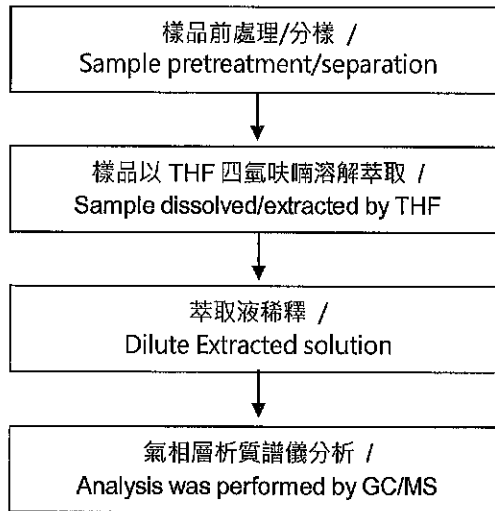 樣品前處理/分樣 /
Sample pretreatment/separation
樣品以 THF 四氫呋喃溶解萃取 /
Sample dissolved/extracted by THF
萃取液稀釋 /
Dilute Extracted solution
氣相層析質譜儀分析 /
Analysis was performed by GC/MS